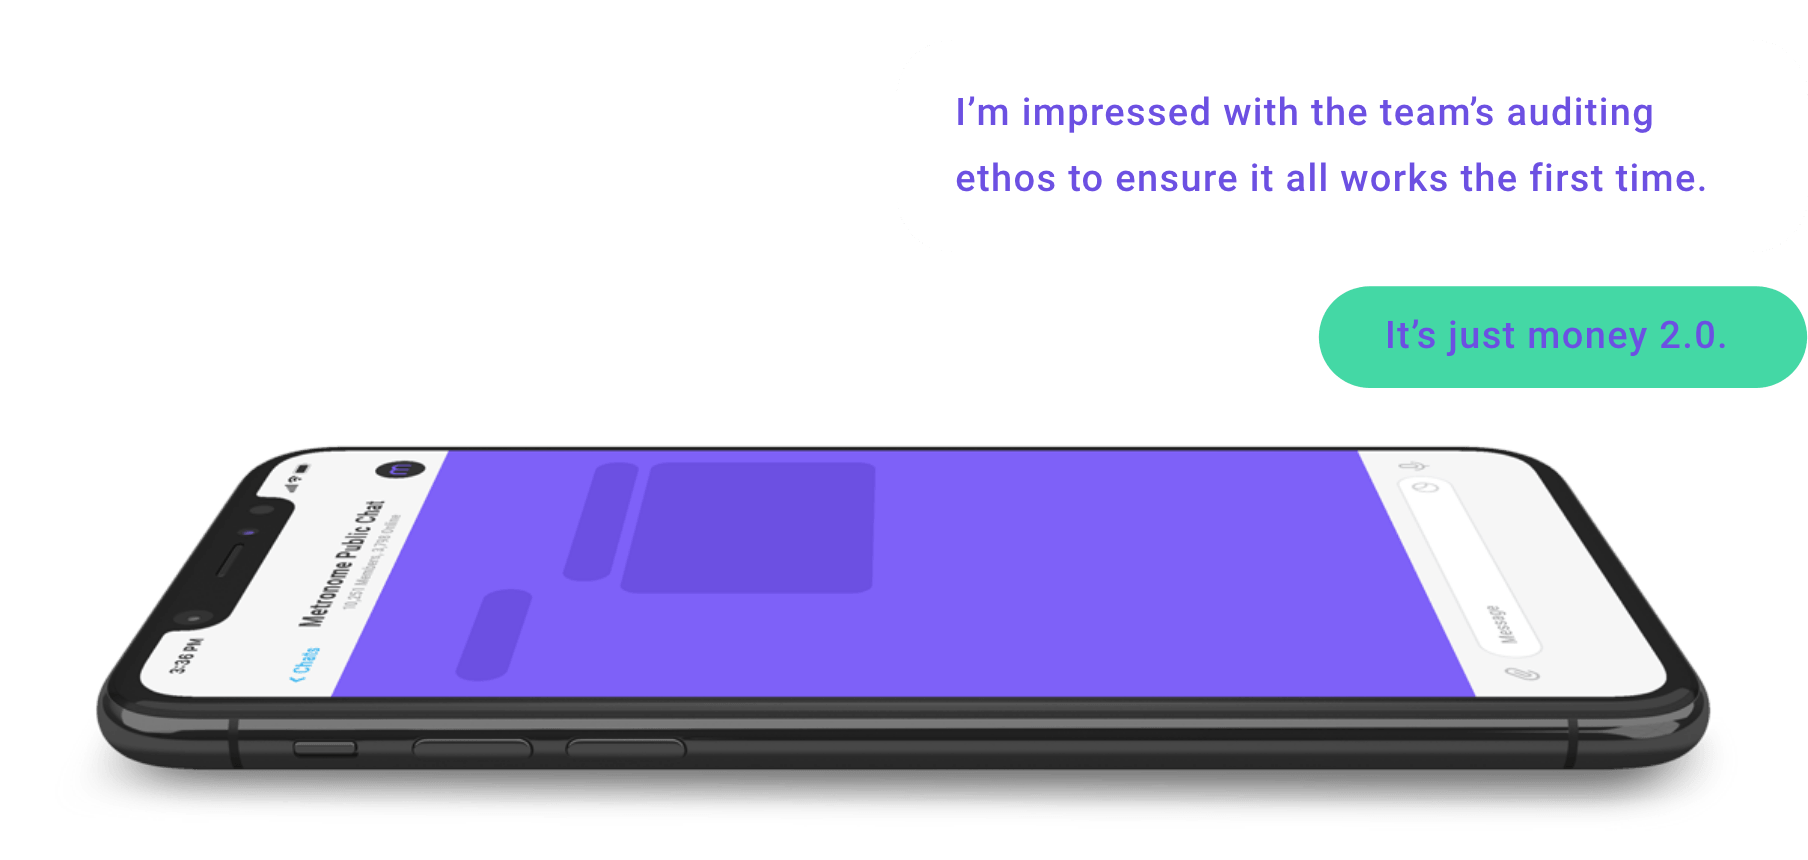 I’m impressed with the team’s auditing
ethos to ensure it all works the first time.
It’s just money 2.0.
3:36 PM
Chats
Metronome Public Chat
10,251 Members, 3,798 Online
m
Message